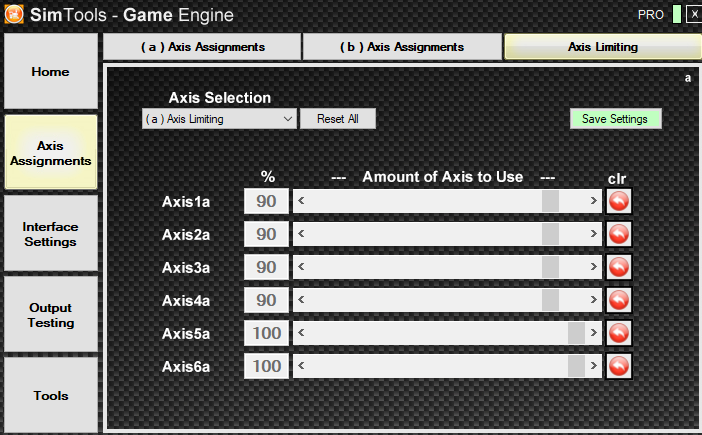 SimTools - Game Engine PRO X
( a ) Axis Assignments ( b ) Axis Assignments Axis Limiting
Home
a
Axis Selection
( a ) Axis Limiting Reset All Save Settings
Axis
Assignments
% --- Amount of Axis to Use --- clr
Axis1a 90 < >
Interface
Settings
Axis2a 90 < >
Axis3a 90 < >
Axis4a 90 < >
Output
Testing
Axis5a 100 < >
Axis6a 100 < >
Tools